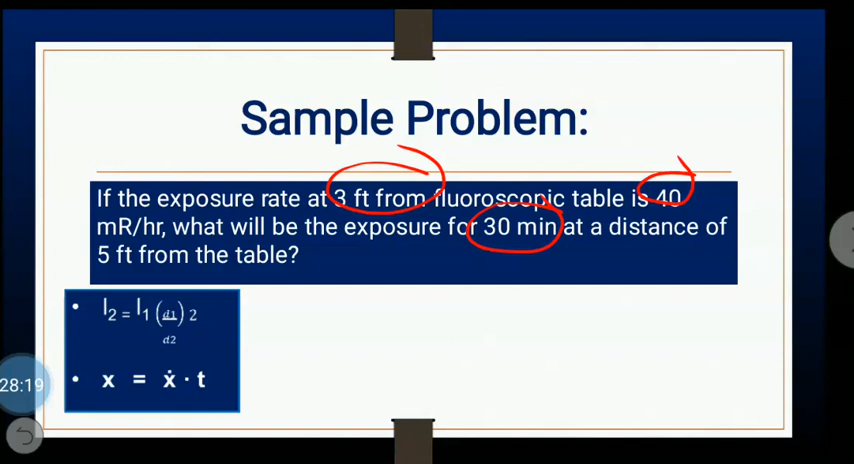 Sample Problem:
If the exposure rate at 3 ft from fluoroscopic table is 40
mR/hr, what will be the exposure for 30 min at a distance of
5 ft from the table?
• I₂ = I₁ (d1/d2) 2
• x = ẋ · t
28:19